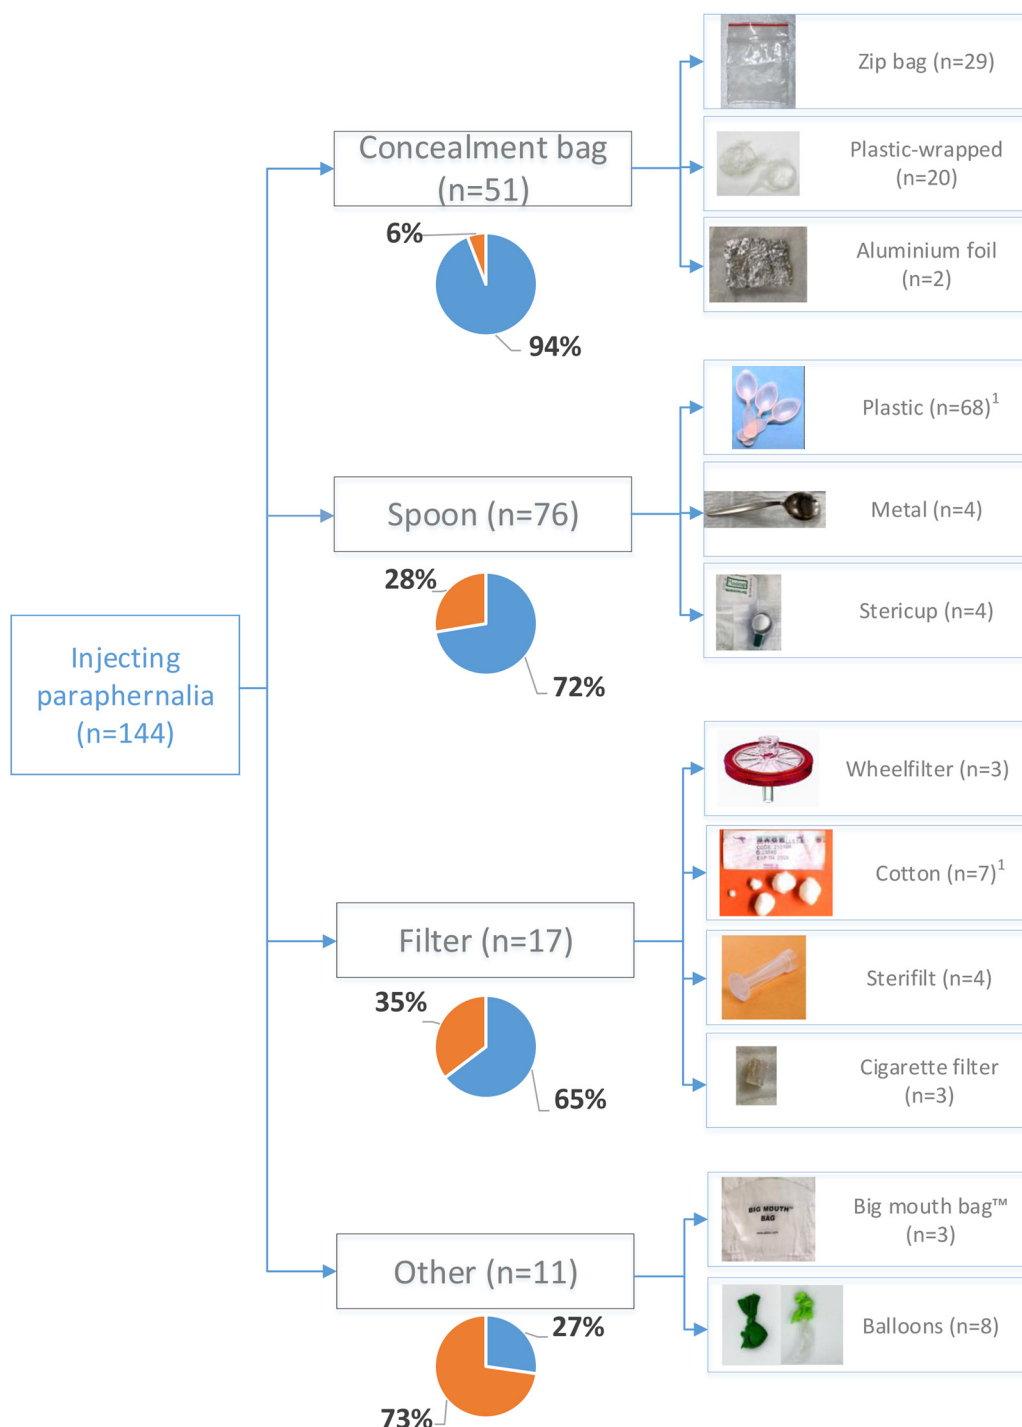 Injecting
paraphernalia
(n=144)
Concealment bag
(n=51)
6%
94%
Zip bag (n=29)
Plastic-wrapped
(n=20)
Aluminium foil
(n=2)
Spoon (n=76)
28%
72%
Plastic (n=68)1
Metal (n=4)
Stericup (n=4)
Filter (n=17)
35%
65%
Wheelfilter (n=3)
Cotton (n=7)1
Sterifilt (n=4)
Cigarette filter
(n=3)
Other (n=11)
27%
73%
BIG MOUTH™
BAG
Big mouth bag™
(n=3)
Balloons (n=8)